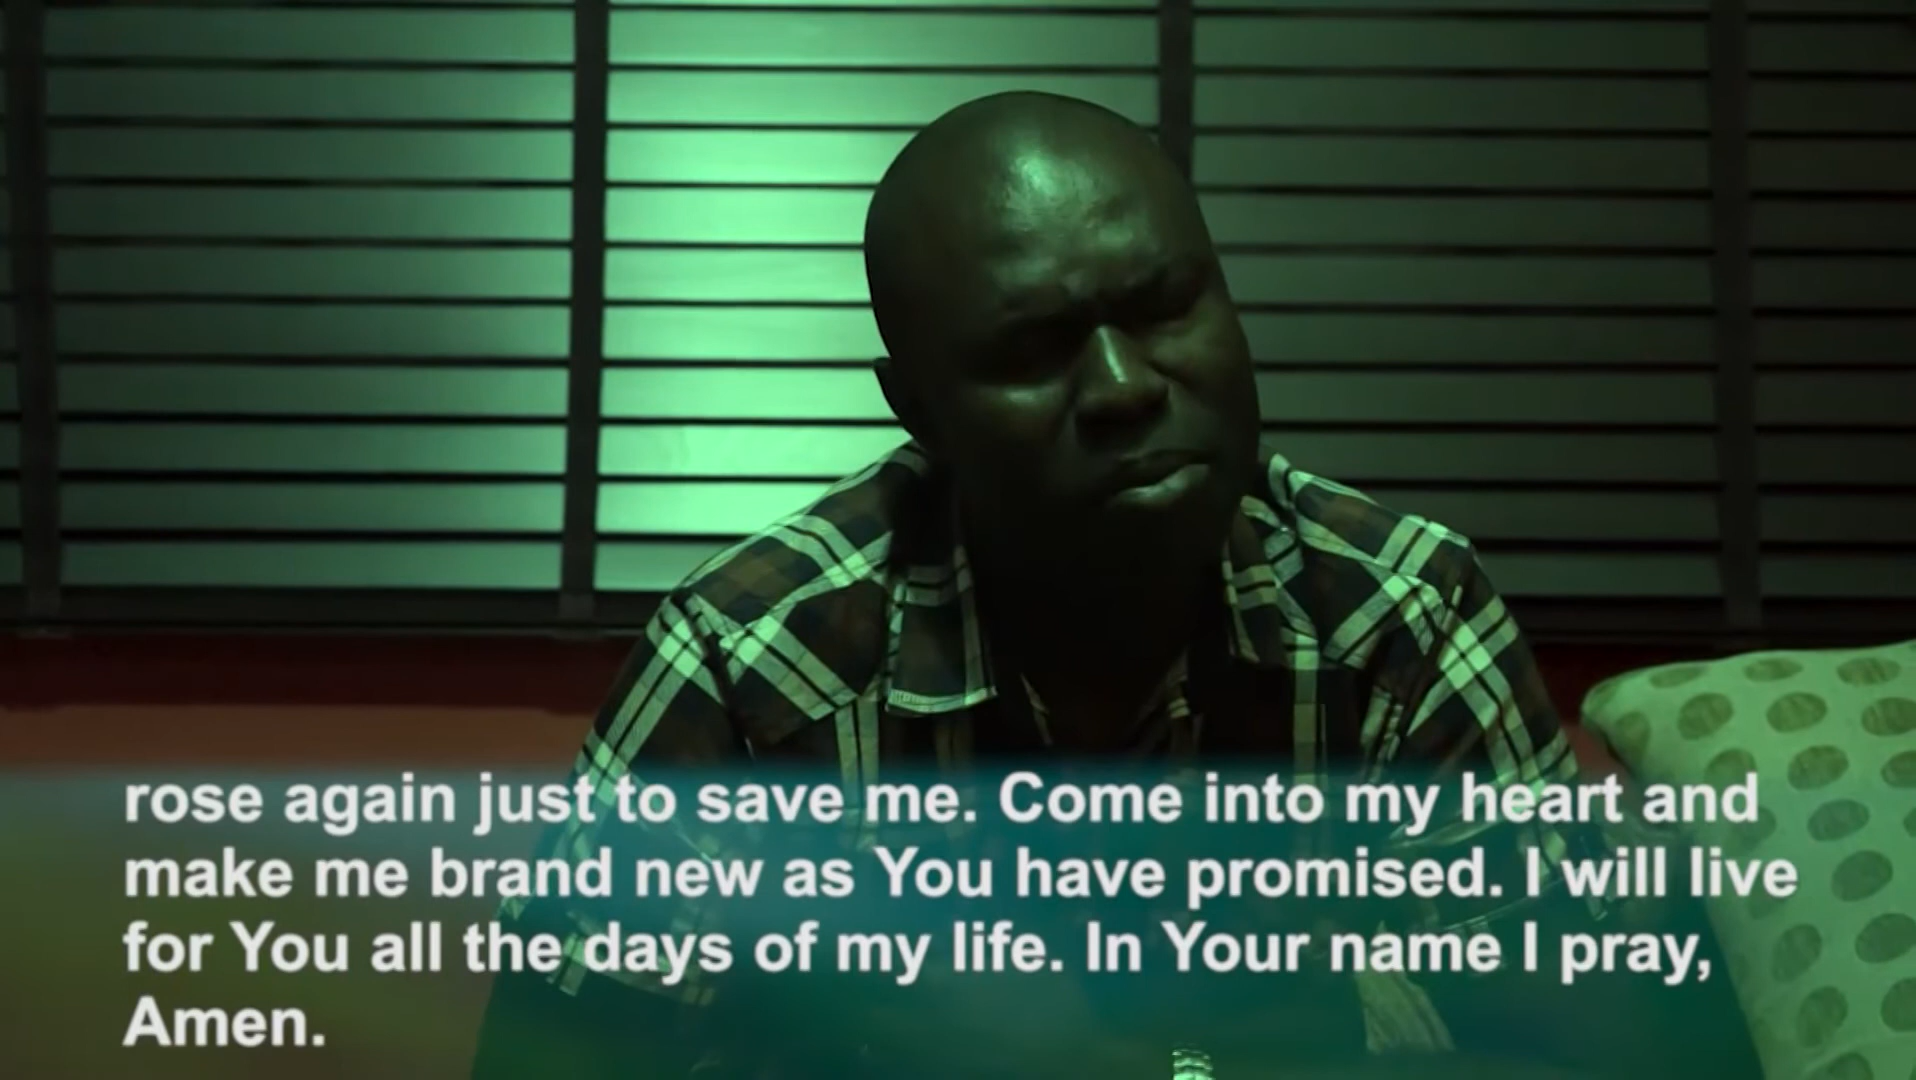 rose again just to save me. Come into my heart and
make me brand new as You have promised. I will live
for You all the days of my life. In Your name I pray,
Amen.